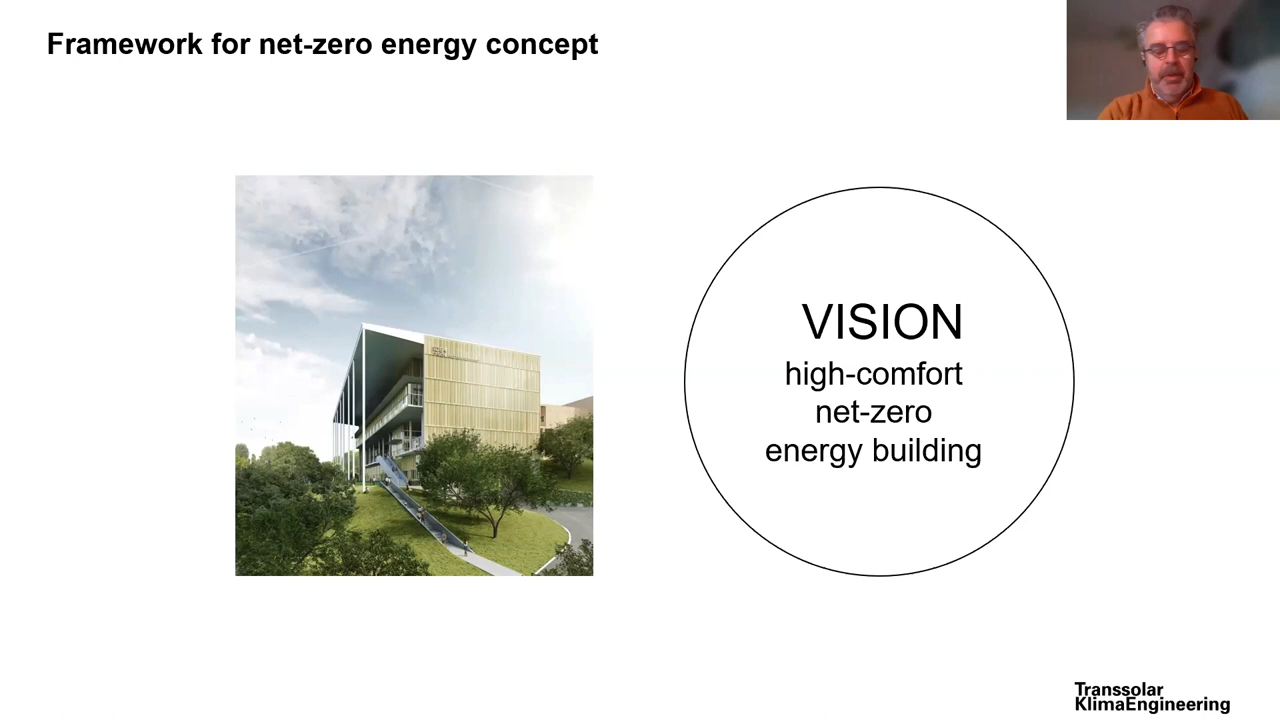 Framework for net-zero energy concept
VISION
high-comfort
net-zero
energy building
Transsolar
KlimaEngineering